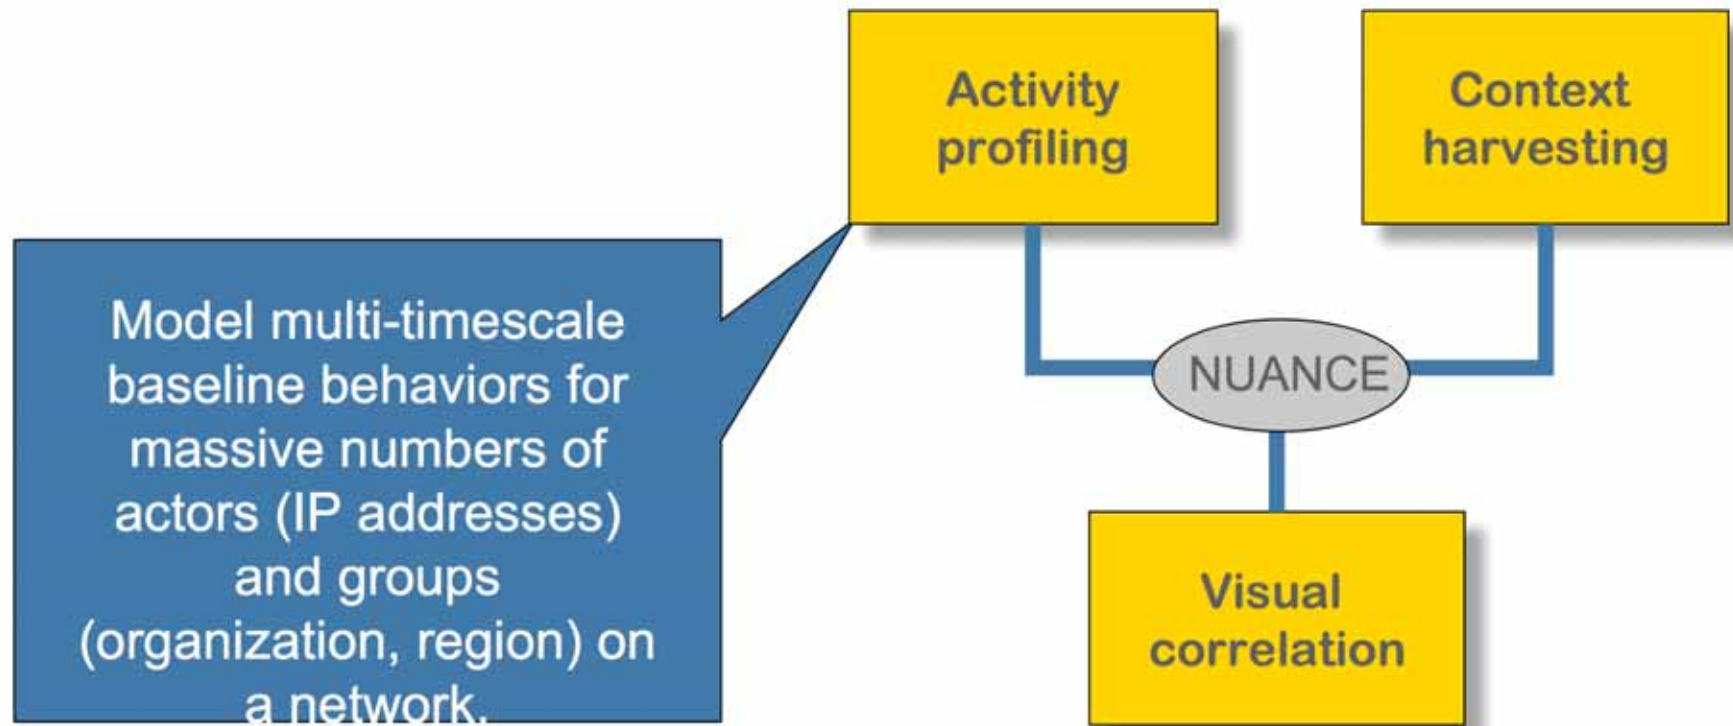 Activity
profiling
Context
harvesting
Model multi-timescale
baseline behaviors for
massive numbers of
actors (IP addresses)
and groups
(organization, region) on
a network.
NUANCE
Visual
correlation